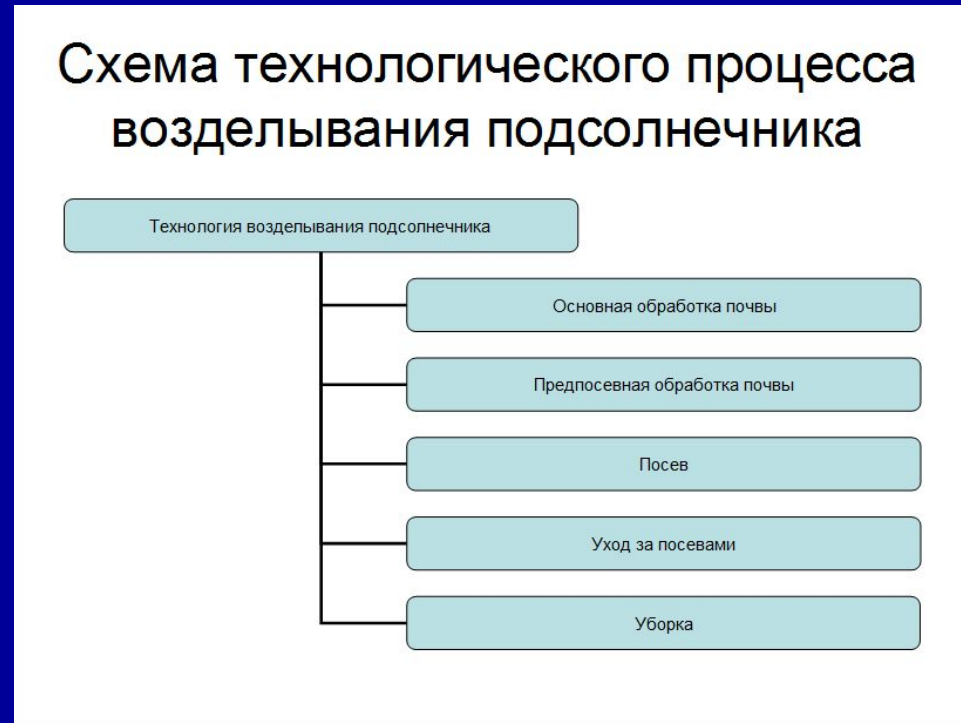 Схема технологического процесса
возделывания подсолнечника
Технология возделывания подсолнечника
Основная обработка почвы
Предпосевная обработка почвы
Посев
Уход за посевами
Уборка